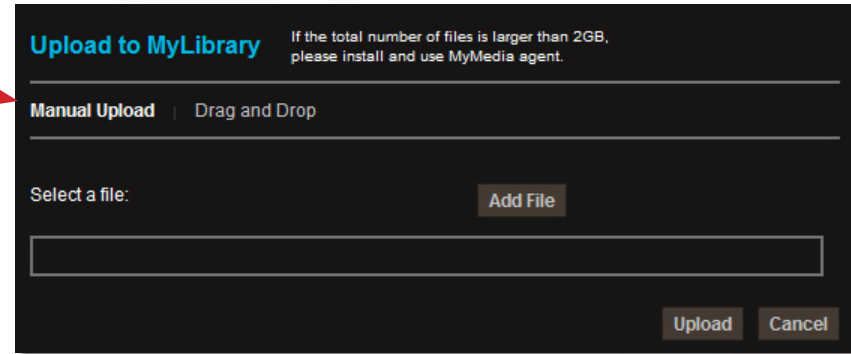 Upload to MyLibrary
If the total number of files is larger than 2GB,
please install and use MyMedia agent.
Manual Upload | Drag and Drop
Select a file:
Add File
Upload Cancel